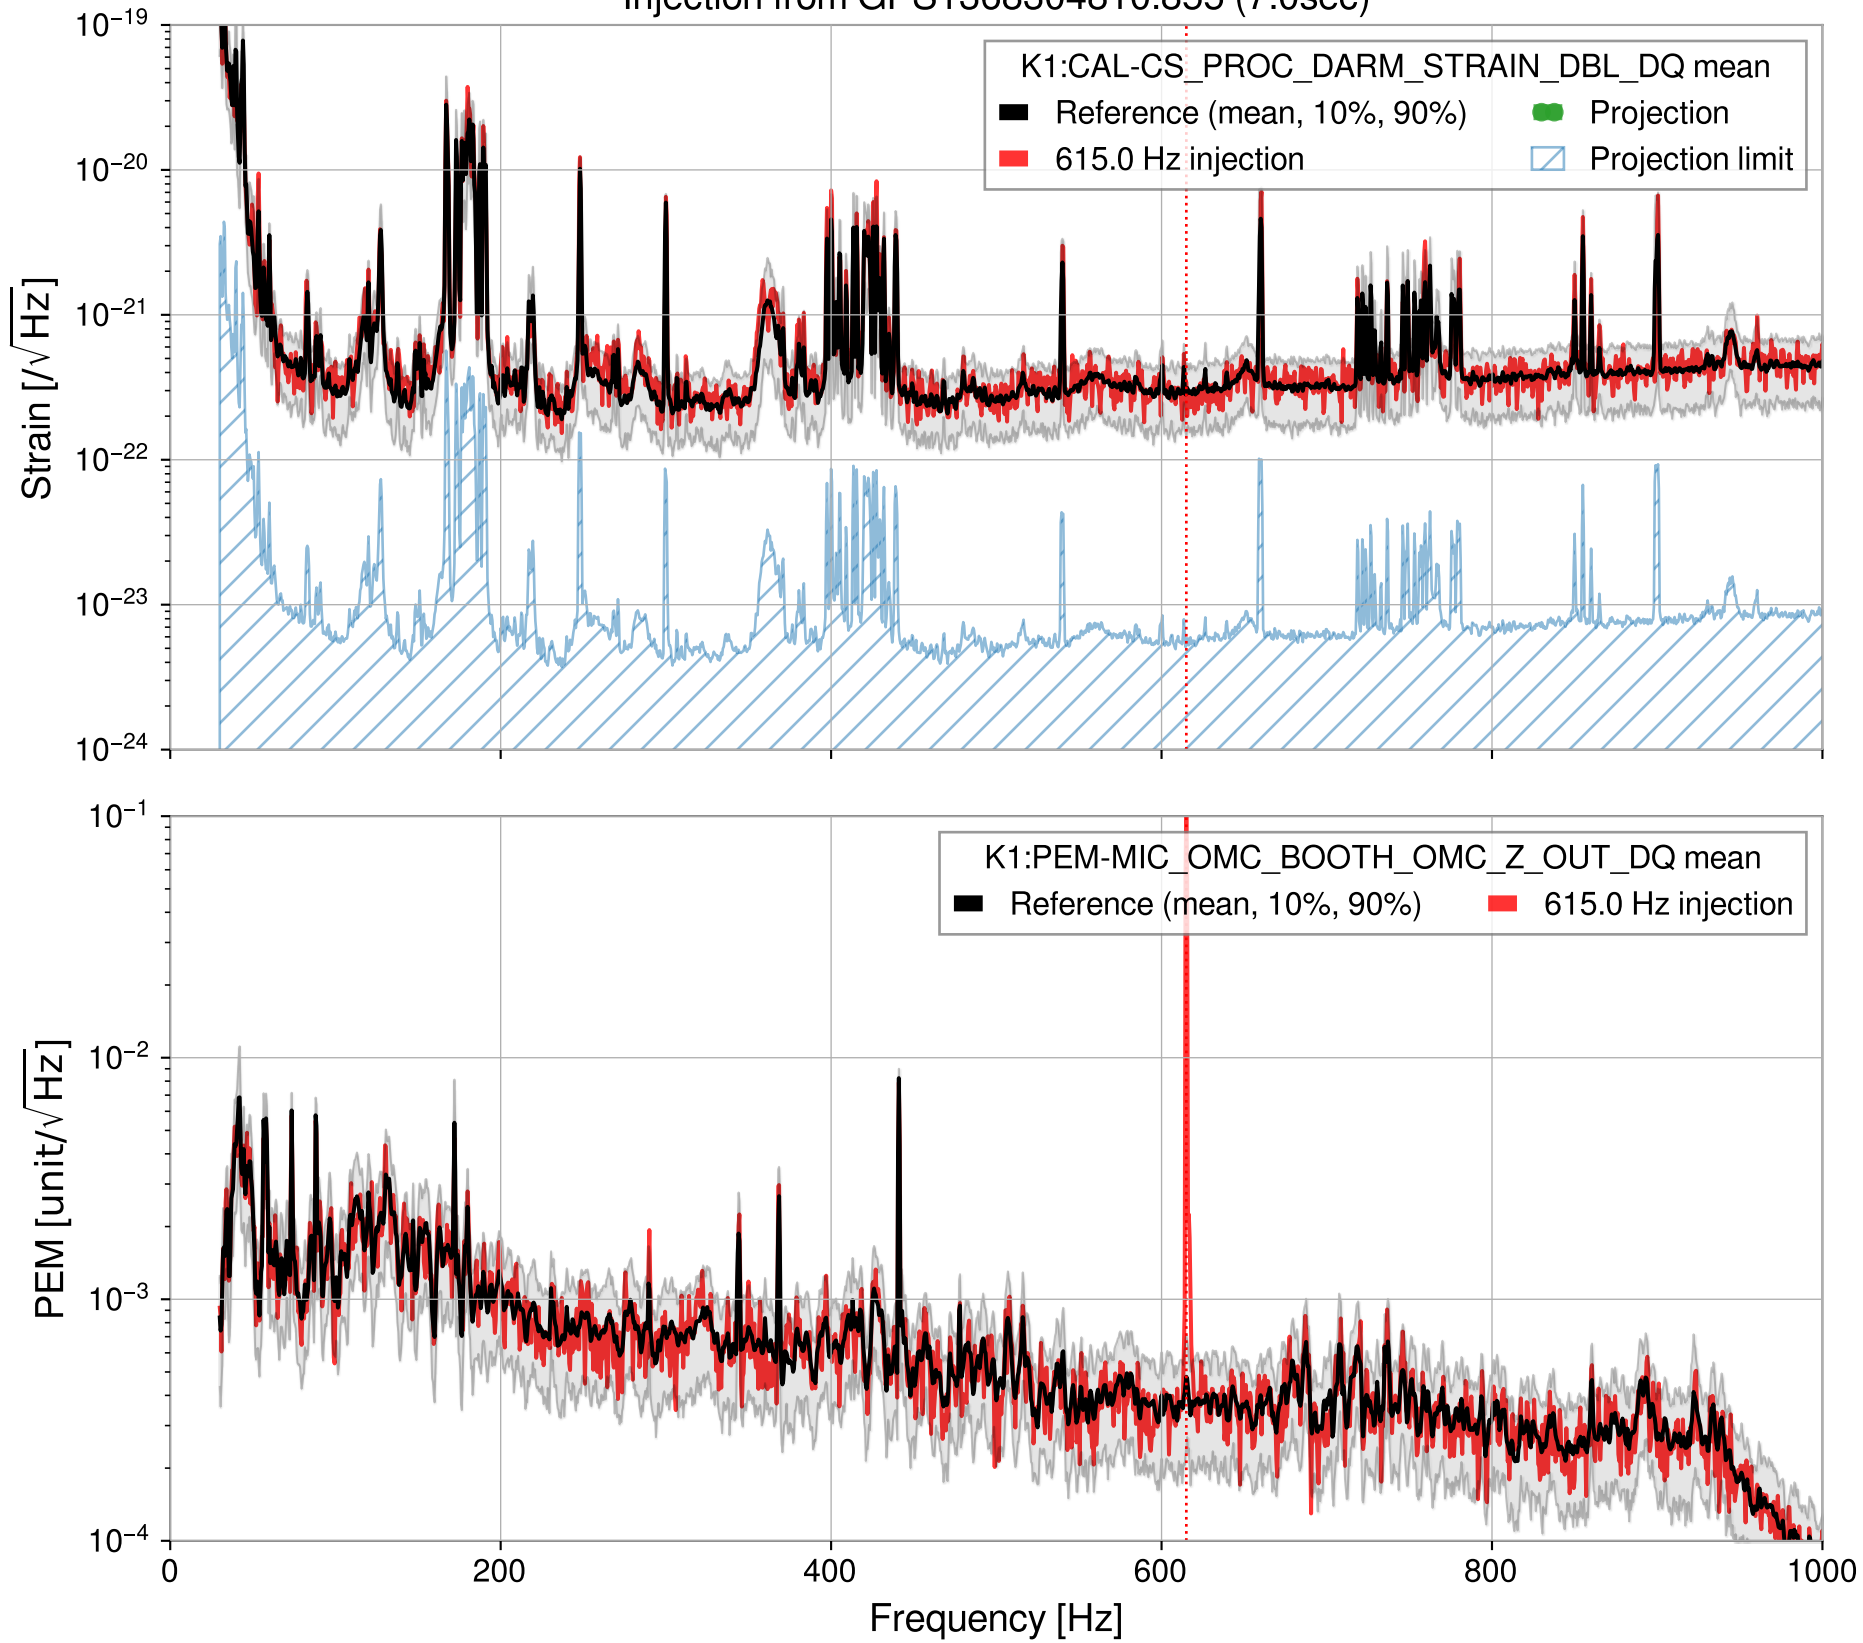 K1:CAL-CS_PROC_DARM_STRAIN_DBL_DQ mean
Reference (mean, 10%, 90%) Projection
615.0 Hz injection Projection limit
Strain [/√Hz]
10⁻¹⁹
10⁻²⁰
10⁻²¹
10⁻²²
10⁻²³
10⁻²⁴
K1:PEM-MIC_OMC_BOOTH_OMC_Z_OUT_DQ mean
Reference (mean, 10%, 90%) 615.0 Hz injection
PEM [unit/√Hz]
10⁻¹
10⁻²
10⁻³
10⁻⁴
0 200 400 600 800 1000
Frequency [Hz]